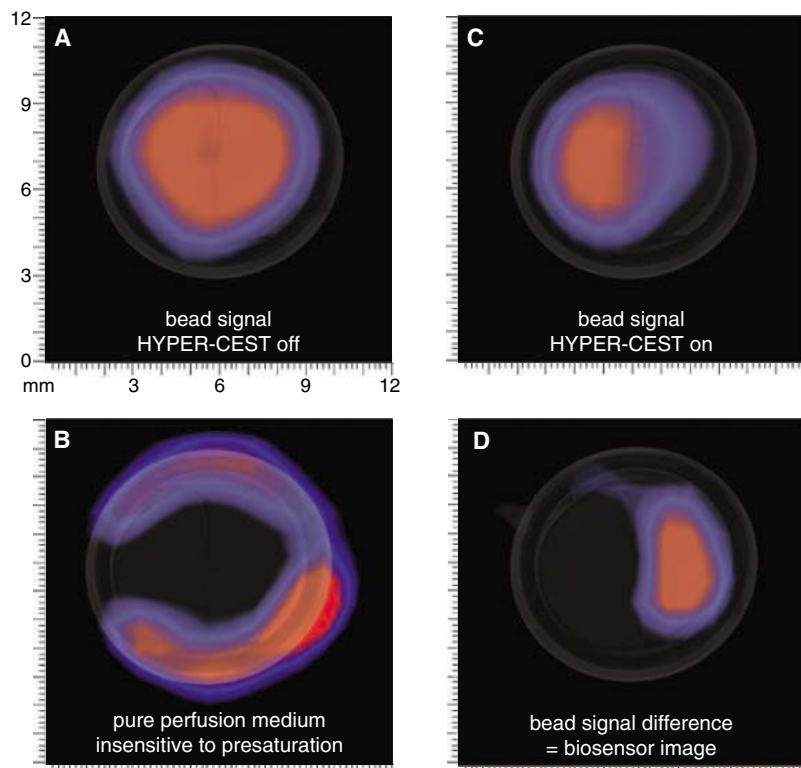 A
bead signal
HYPER-CEST off
12
9
6
3
0
mm 3 6 9 12
C
bead signal
HYPER-CEST on
B
pure perfusion medium
insensitive to presaturation
D
bead signal difference
= biosensor image